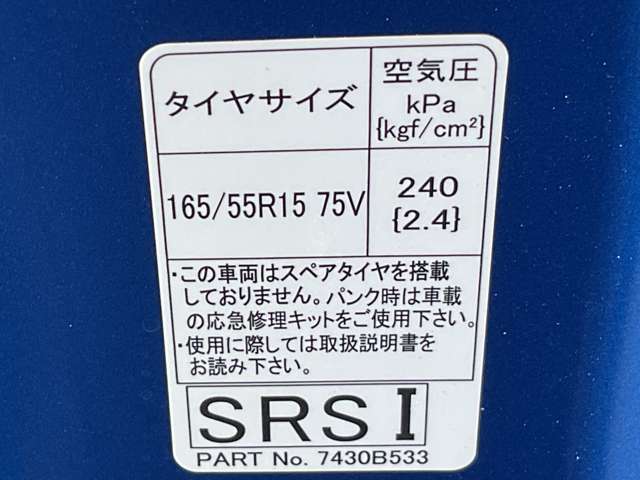 タイヤサイズ
空気圧
kPa
{kgf/cm²}
165/55R15 75V
240
{2.4}
・この車両はスペアタイヤを搭載
しておりません。パンク時は車載
の応急修理キットをご使用下さい。
・使用に際しては取扱説明書を
お読み下さい。
SRSⅠ
PART No. 7430B533